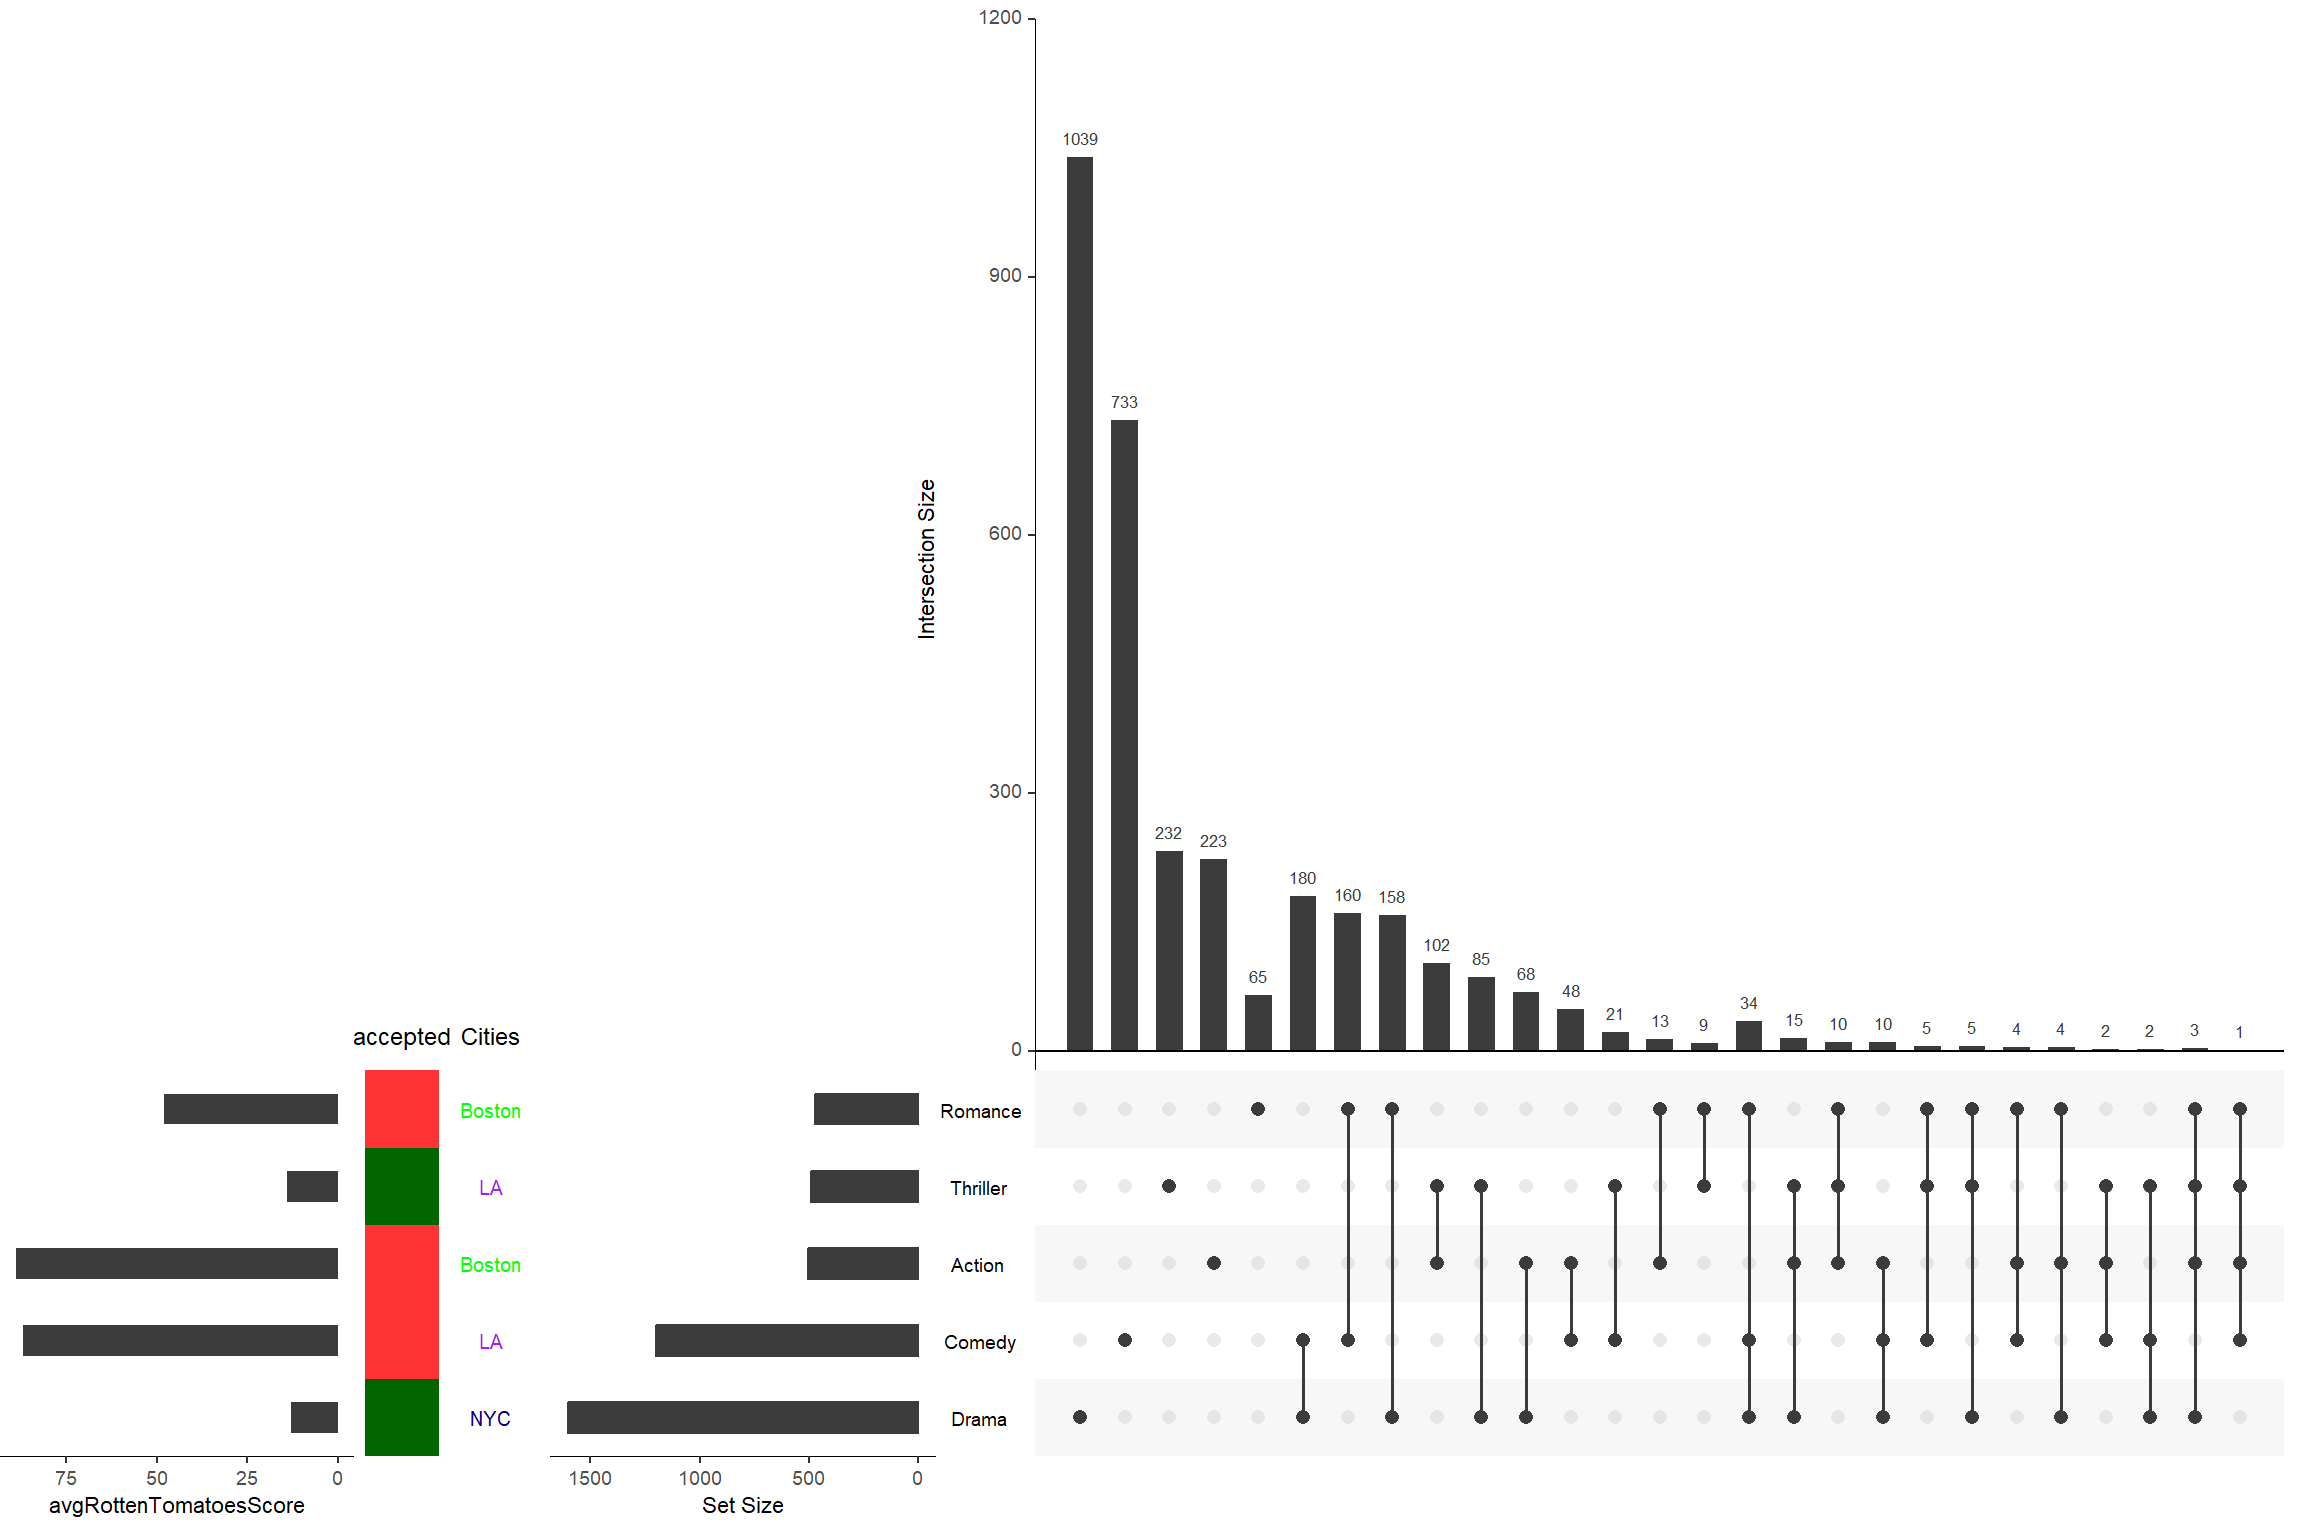 1200
1039
900
733
Intersection Size
600
300
232
223
65
180
160
158
102
85
68
48
21
13
9
34
15
10
10
5
5
4
4
2
2
3
1
0
accepted Cities
Boston
Romance
LA
Thriller
Boston
Action
LA
Comedy
NYC
Drama
75 50 25 0
1500 1000 500 0
avgRottenTomatoesScore
Set Size